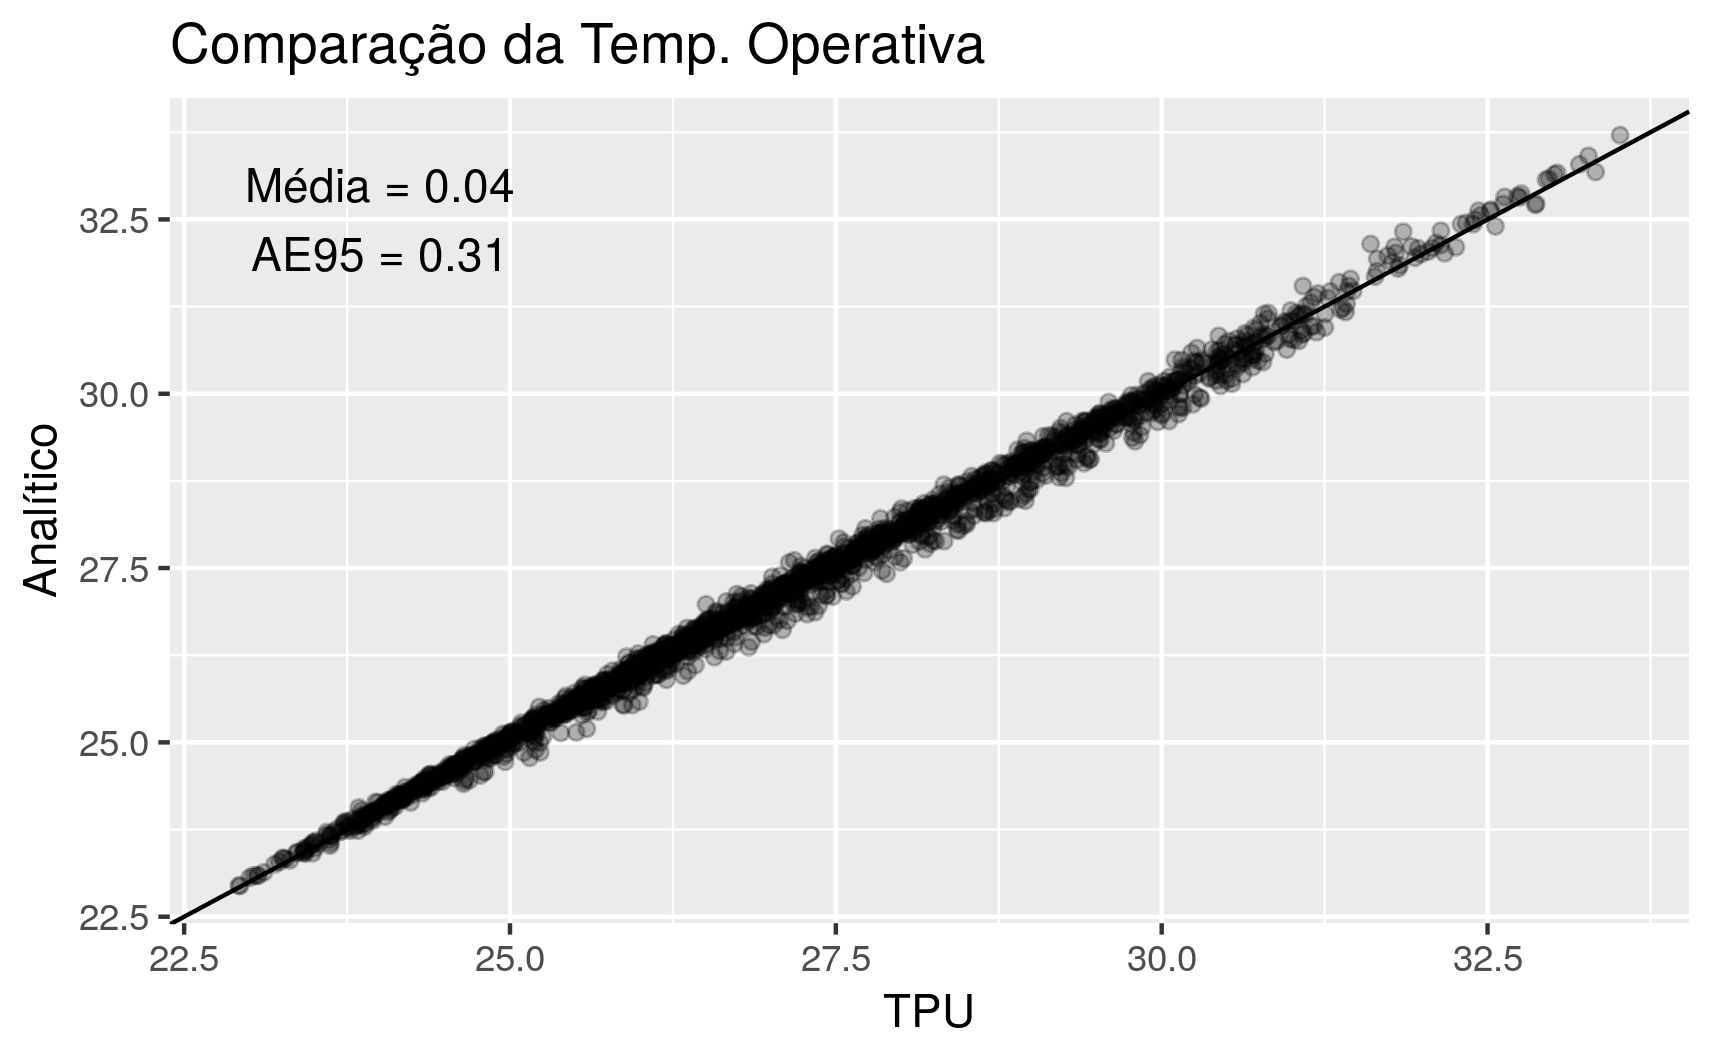 Comparação da Temp. Operativa
Média = 0.04
AE95 = 0.31
Analítico
32.5
30.0
27.5
25.0
22.5
22.5 25.0 27.5 30.0 32.5
TPU